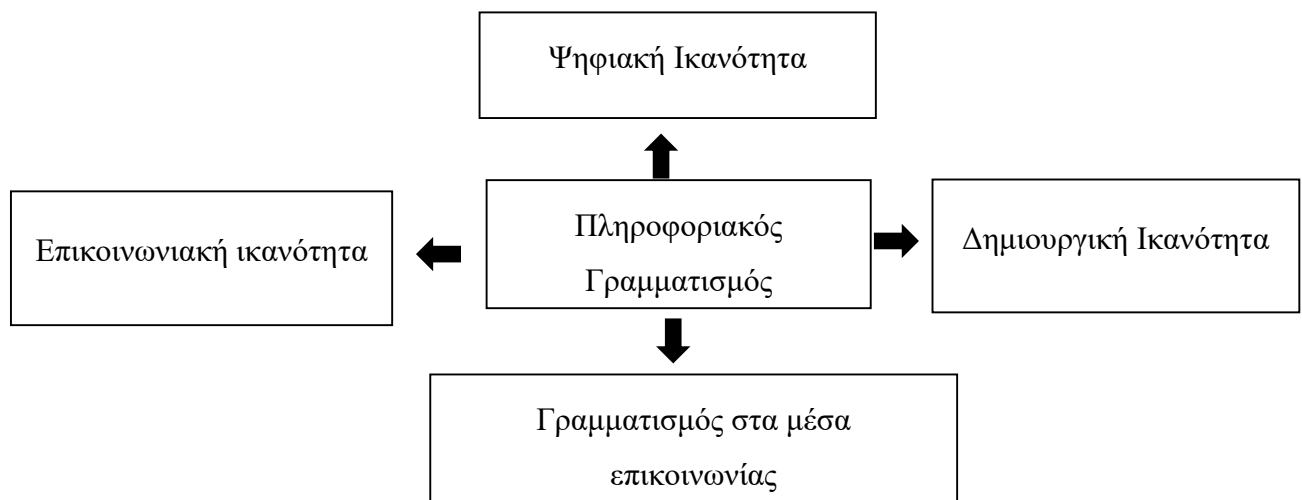 Ψηφιακή Ικανότητα
Επικοινωνιακή ικανότητα
Πληροφοριακός
Γραμματισμός
Δημιουργική Ικανότητα
Γραμματισμός στα μέσα
επικοινωνίας